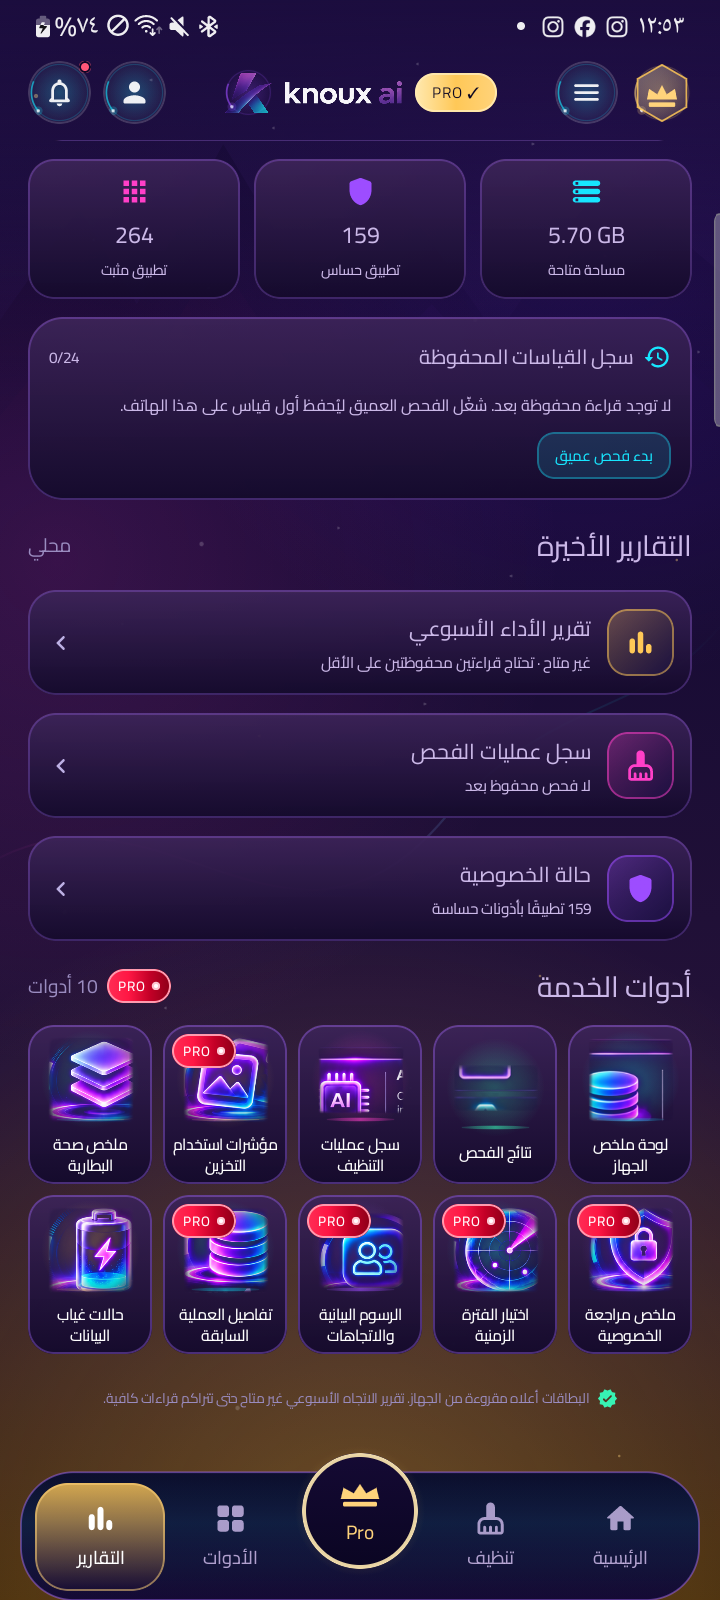 ١٢:٥٣
%٧٤
knoux ai
PRO ✓
5.70 GB
مساحة متاحة
159
تطبيق حساس
264
تطبيق مثبت
سجل القياسات المحفوظة
0/24
لا توجد قراءة محفوظة بعد. شغّل الفحص العميق ليُحفظ أول قياس على هذا الهاتف.
بدء فحص عميق
التقارير الأخيرة
محلي
تقرير الأداء الأسبوعي
غير متاح · تحتاج قراءتين محفوظتين على الأقل
سجل عمليات الفحص
لا فحص محفوظ بعد
حالة الخصوصية
159 تطبيقًا بأذونات حساسة
أدوات الخدمة
PRO
10 أدوات
لوحة ملخص
الجهاز
نتائج الفحص
AI
سجل عمليات
التنظيف
PRO
مؤشرات استخدام
التخزين
ملخص صحة
البطارية
PRO
ملخص مراجعة
الخصوصية
PRO
اختيار الفترة
الزمنية
PRO
الرسوم البيانية
والاتجاهات
PRO
تفاصيل العملية
السابقة
حالات غياب
البيانات
البطاقات أعلاه مقروءة من الجهاز. تقرير الاتجاه الأسبوعي غير متاح حتى تتراكم قراءات كافية.
الرئيسية
تنظيف
Pro
الأدوات
التقارير